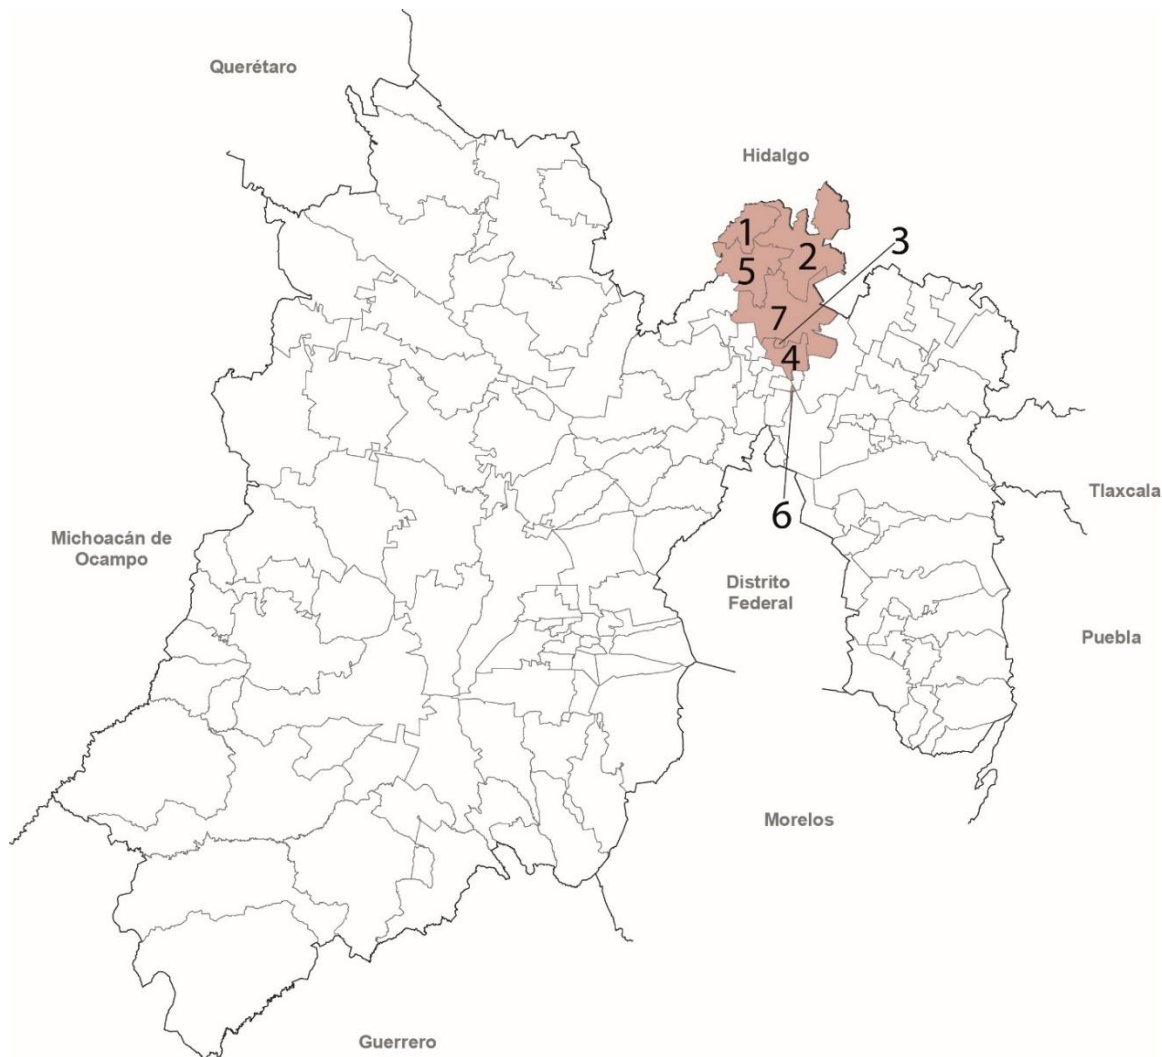 Querétaro
Hidalgo
1
2
3
5
7
4
Tlaxcala
6
Michoacán de
Ocampo
Distrito
Federal
Puebla
Morelos
Guerrero